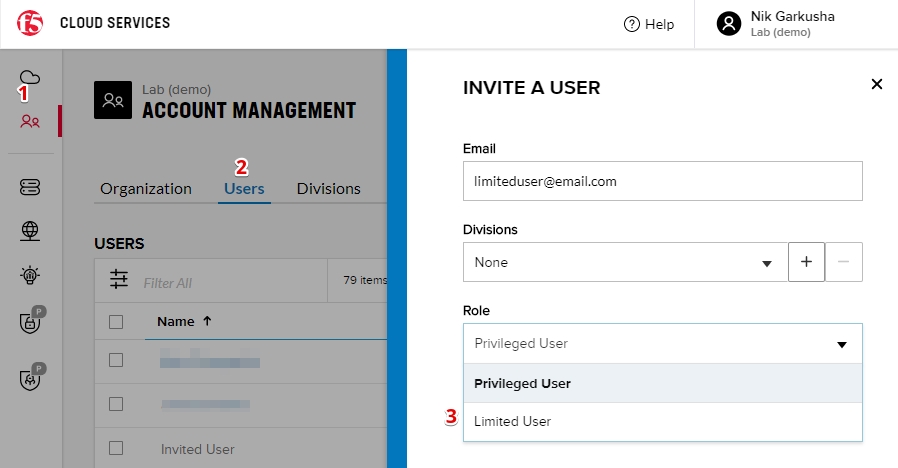 f5 CLOUD SERVICES
Help
Nik Garkusha
Lab (demo)
1
Lab (demo)
ACCOUNT MANAGEMENT
2
Organization Users Divisions
USERS
Filter All 79 items
Name ↑
Invited User
P
P
INVITE A USER
Email
limiteduser@email.com
Divisions
None
Role
Privileged User
Privileged User
3 Limited User